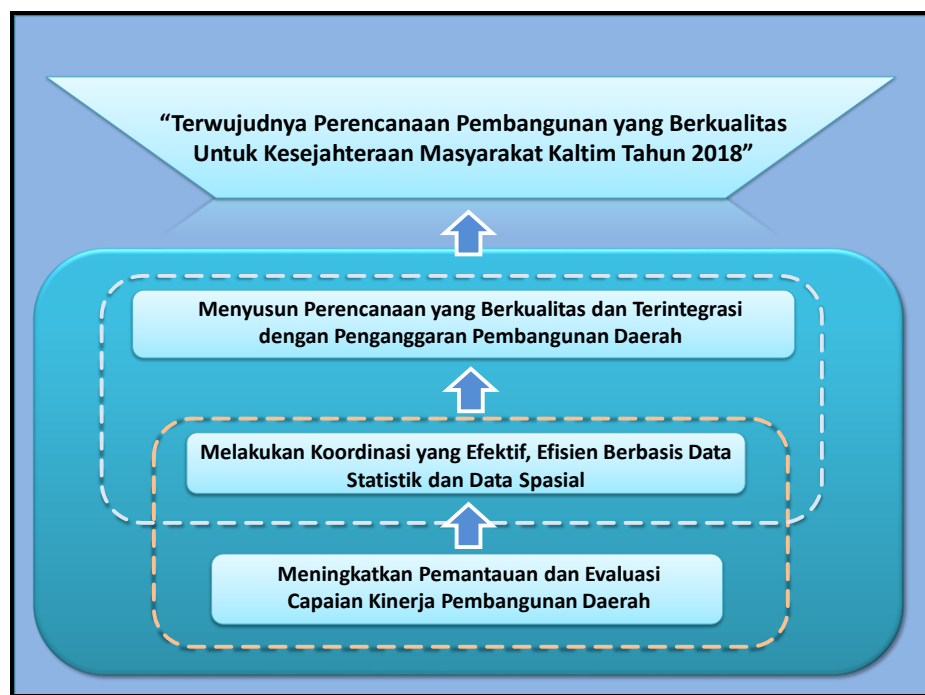 “Terwujudnya Perencanaan Pembangunan yang Berkualitas
Untuk Kesejahteraan Masyarakat Kaltim Tahun 2018”
Menyusun Perencanaan yang Berkualitas dan Terintegrasi
dengan Penganggaran Pembangunan Daerah
Melakukan Koordinasi yang Efektif, Efisien Berbasis Data
Statistik dan Data Spasial
Meningkatkan Pemantauan dan Evaluasi
Capaian Kinerja Pembangunan Daerah